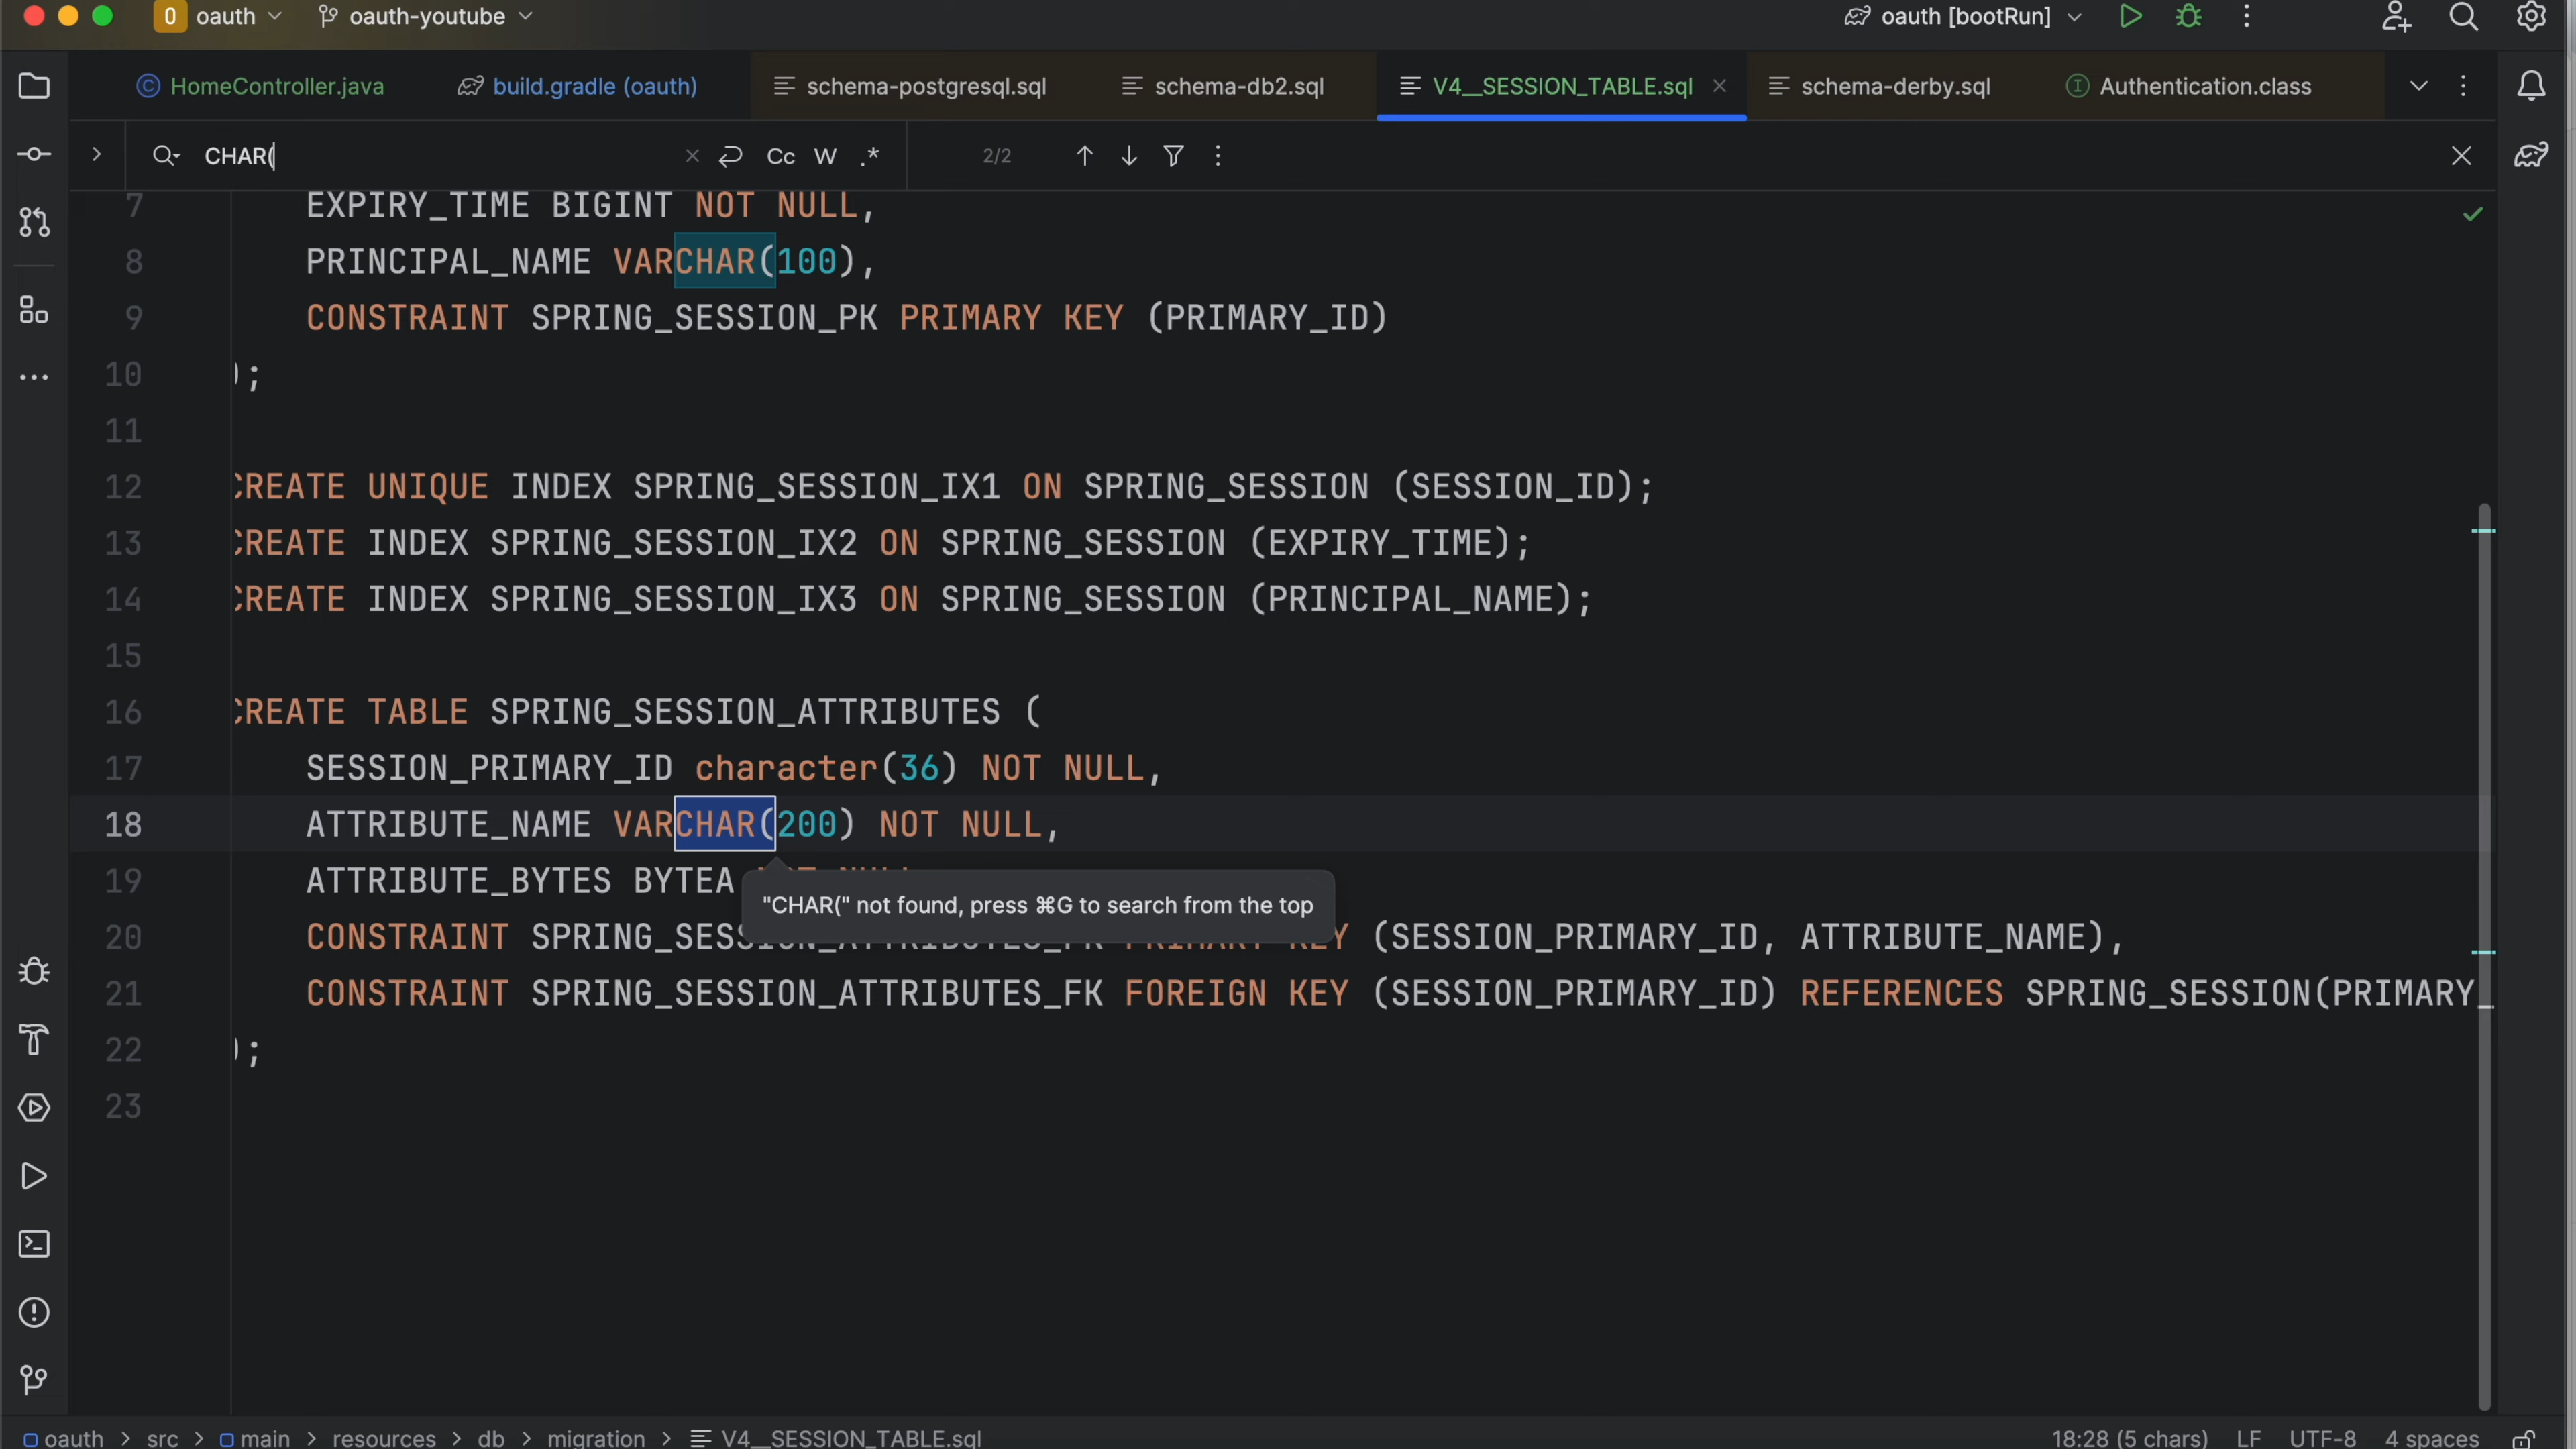 O oauth oauth-youtube oauth [bootRun]
HomeController.java build.gradle (oauth) schema-postgresql.sql schema-db2.sql V4__SESSION_TABLE.sql schema-derby.sql Authentication.class
CHAR( Cc W .* 2/2
7 EXPIRY_TIME BIGINT NOT NULL,
8 PRINCIPAL_NAME VARCHAR(100),
9 CONSTRAINT SPRING_SESSION_PK PRIMARY KEY (PRIMARY_ID)
10 );
11
12 CREATE UNIQUE INDEX SPRING_SESSION_IX1 ON SPRING_SESSION (SESSION_ID);
13 CREATE INDEX SPRING_SESSION_IX2 ON SPRING_SESSION (EXPIRY_TIME);
14 CREATE INDEX SPRING_SESSION_IX3 ON SPRING_SESSION (PRINCIPAL_NAME);
15
16 CREATE TABLE SPRING_SESSION_ATTRIBUTES (
17 SESSION_PRIMARY_ID character(36) NOT NULL,
18 ATTRIBUTE_NAME VARCHAR(200) NOT NULL,
19 ATTRIBUTE_BYTES BYTEA NOT NULL
"CHAR(" not found, press ⌘G to search from the top
20 CONSTRAINT SPRING_SESSION_ATTRIBUTES_PK PRIMARY KEY (SESSION_PRIMARY_ID, ATTRIBUTE_NAME),
21 CONSTRAINT SPRING_SESSION_ATTRIBUTES_FK FOREIGN KEY (SESSION_PRIMARY_ID) REFERENCES SPRING_SESSION(PRIMARY_
22 );
23
oauth > src > main > resources > db > migration > V4__SESSION_TABLE.sql 18:28 (5 chars) LF UTF-8 4 spaces